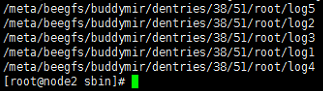 /meta/beegfs/buddymir/dentries/38/51/root/log5
/meta/beegfs/buddymir/dentries/38/51/root/log2
/meta/beegfs/buddymir/dentries/38/51/root/log3
/meta/beegfs/buddymir/dentries/38/51/root/log1
/meta/beegfs/buddymir/dentries/38/51/root/log4
[root@node2 sbin]#